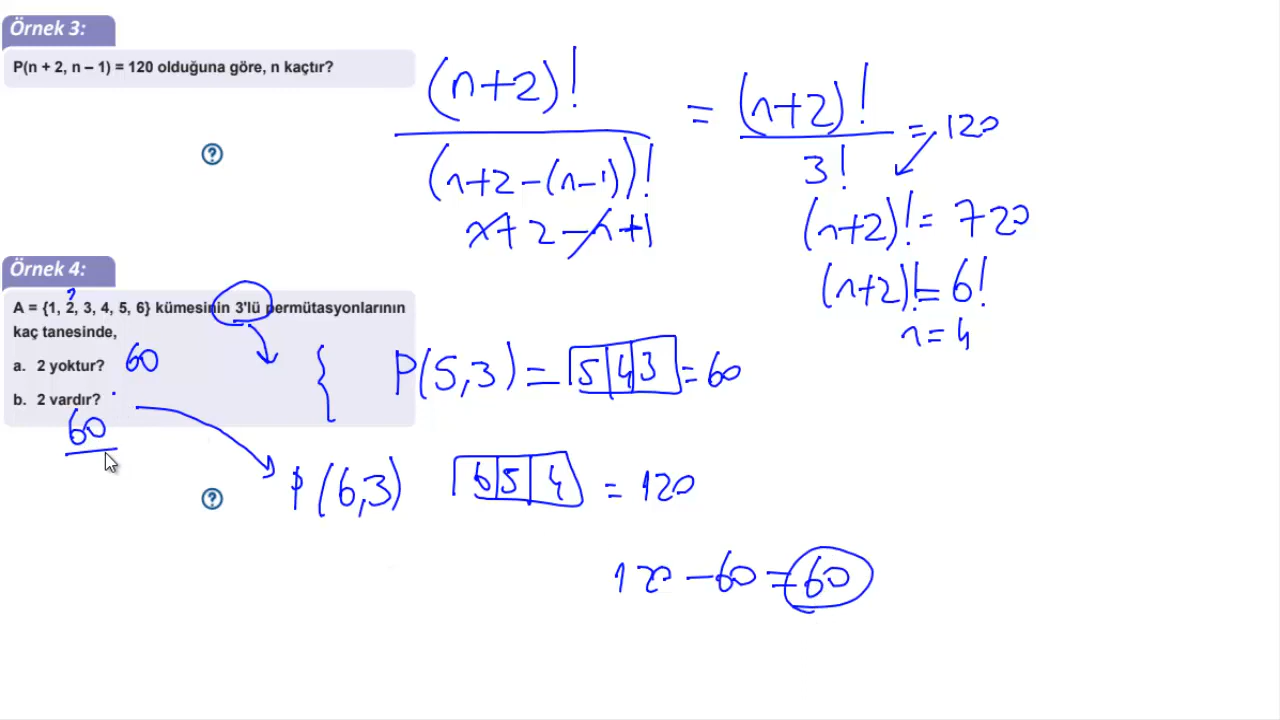 Örnek 3:
P(n + 2, n – 1) = 120 olduğuna göre, n kaçtır?
(n+2)!
(n+2-(n-1))!
n+2-n+1
= (n+2)!
3!
= 120
(n+2)! = 720
(n+2)! = 6!
n = 4
Örnek 4:
A = {1, 2, 3, 4, 5, 6} kümesinin 3'lü permütasyonlarının
kaç tanesinde,
a. 2 yoktur? 60
b. 2 vardır?
60
P(5,3) = 5 4 3 = 60
P(6,3) 6 5 4 = 120
120 - 60 = 60